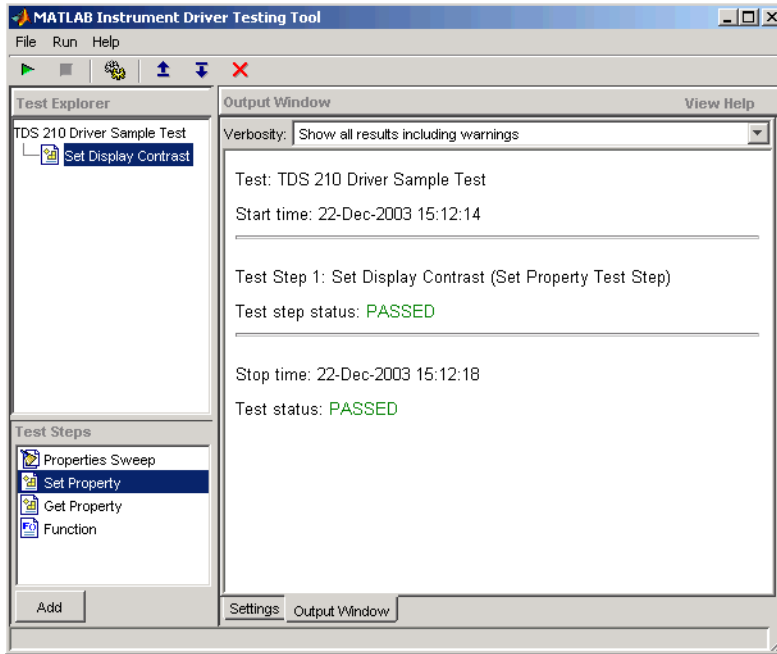 MATLAB Instrument Driver Testing Tool
File Run Help
Test Explorer
TDS 210 Driver Sample Test
Set Display Contrast
Test Steps
Properties Sweep
Set Property
Get Property
Function
Add
Output Window View Help
Verbosity: Show all results including warnings
Test: TDS 210 Driver Sample Test
Start time: 22-Dec-2003 15:12:14
Test Step 1: Set Display Contrast (Set Property Test Step)
Test step status: PASSED
Stop time: 22-Dec-2003 15:12:18
Test status: PASSED
Settings Output Window